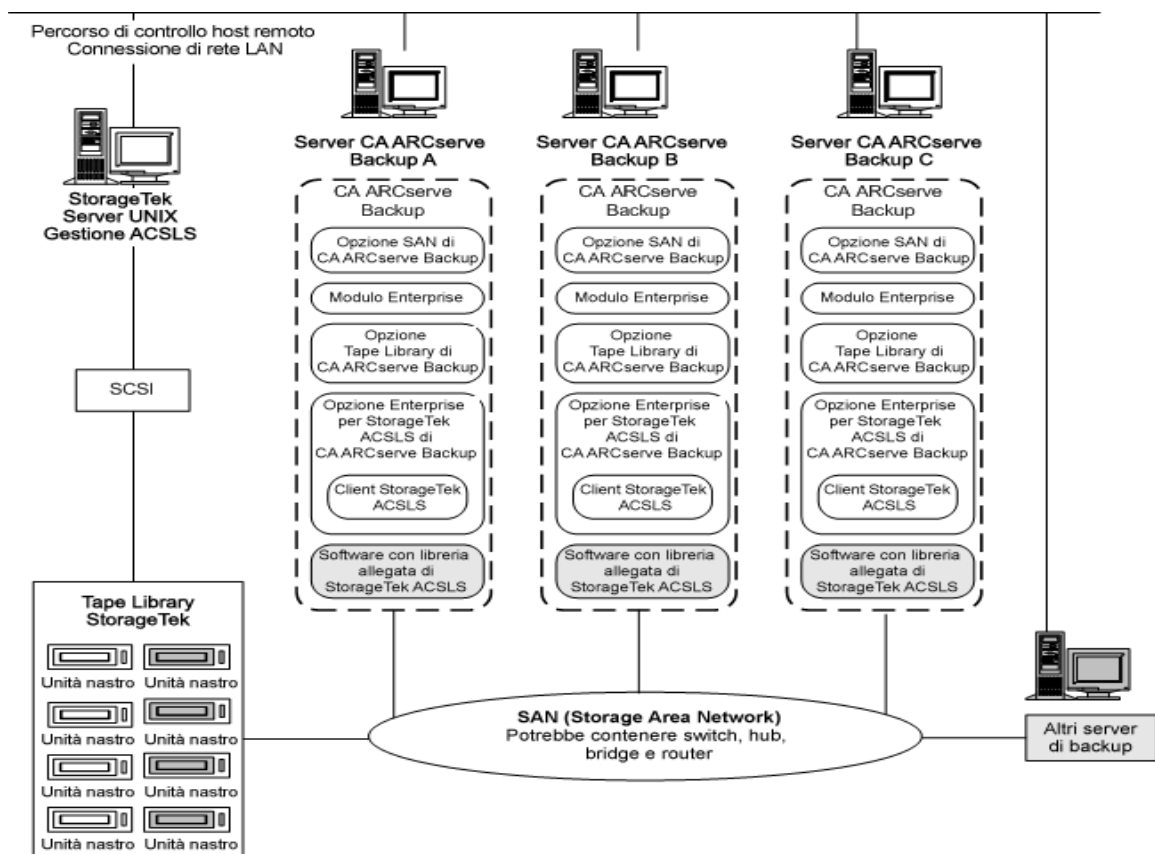 Percorso di controllo host remoto
Connessione di rete LAN
StorageTek
Server UNIX
Gestione ACSLS
SCSI
Server CA ARCserve
Backup A
CA ARCserve
Backup
Opzione SAN di
CA ARCserve Backup
Modulo Enterprise
Opzione
Tape Library di
CA ARCserve Backup
Opzione Enterprise
per StorageTek
ACSLS di
CA ARCserve Backup
Client StorageTek
ACSLS
Software con libreria
allegata di
StorageTek ACSLS
Server CA ARCserve
Backup B
CA ARCserve
Backup
Opzione SAN di
CA ARCserve Backup
Modulo Enterprise
Opzione
Tape Library di
CA ARCserve Backup
Opzione Enterprise
per StorageTek
ACSLS di
CA ARCserve Backup
Client StorageTek
ACSLS
Software con libreria
allegata di
StorageTek ACSLS
Server CA ARCserve
Backup C
CA ARCserve
Backup
Opzione SAN di
CA ARCserve Backup
Modulo Enterprise
Opzione
Tape Library di
CA ARCserve Backup
Opzione Enterprise
per StorageTek
ACSLS di
CA ARCserve Backup
Client StorageTek
ACSLS
Software con libreria
allegata di
StorageTek ACSLS
Tape Library
StorageTek
Unità nastro Unità nastro
Unità nastro Unità nastro
Unità nastro Unità nastro
Unità nastro Unità nastro
SAN (Storage Area Network)
Potrebbe contenere switch, hub,
bridge e router
Altri server
di backup